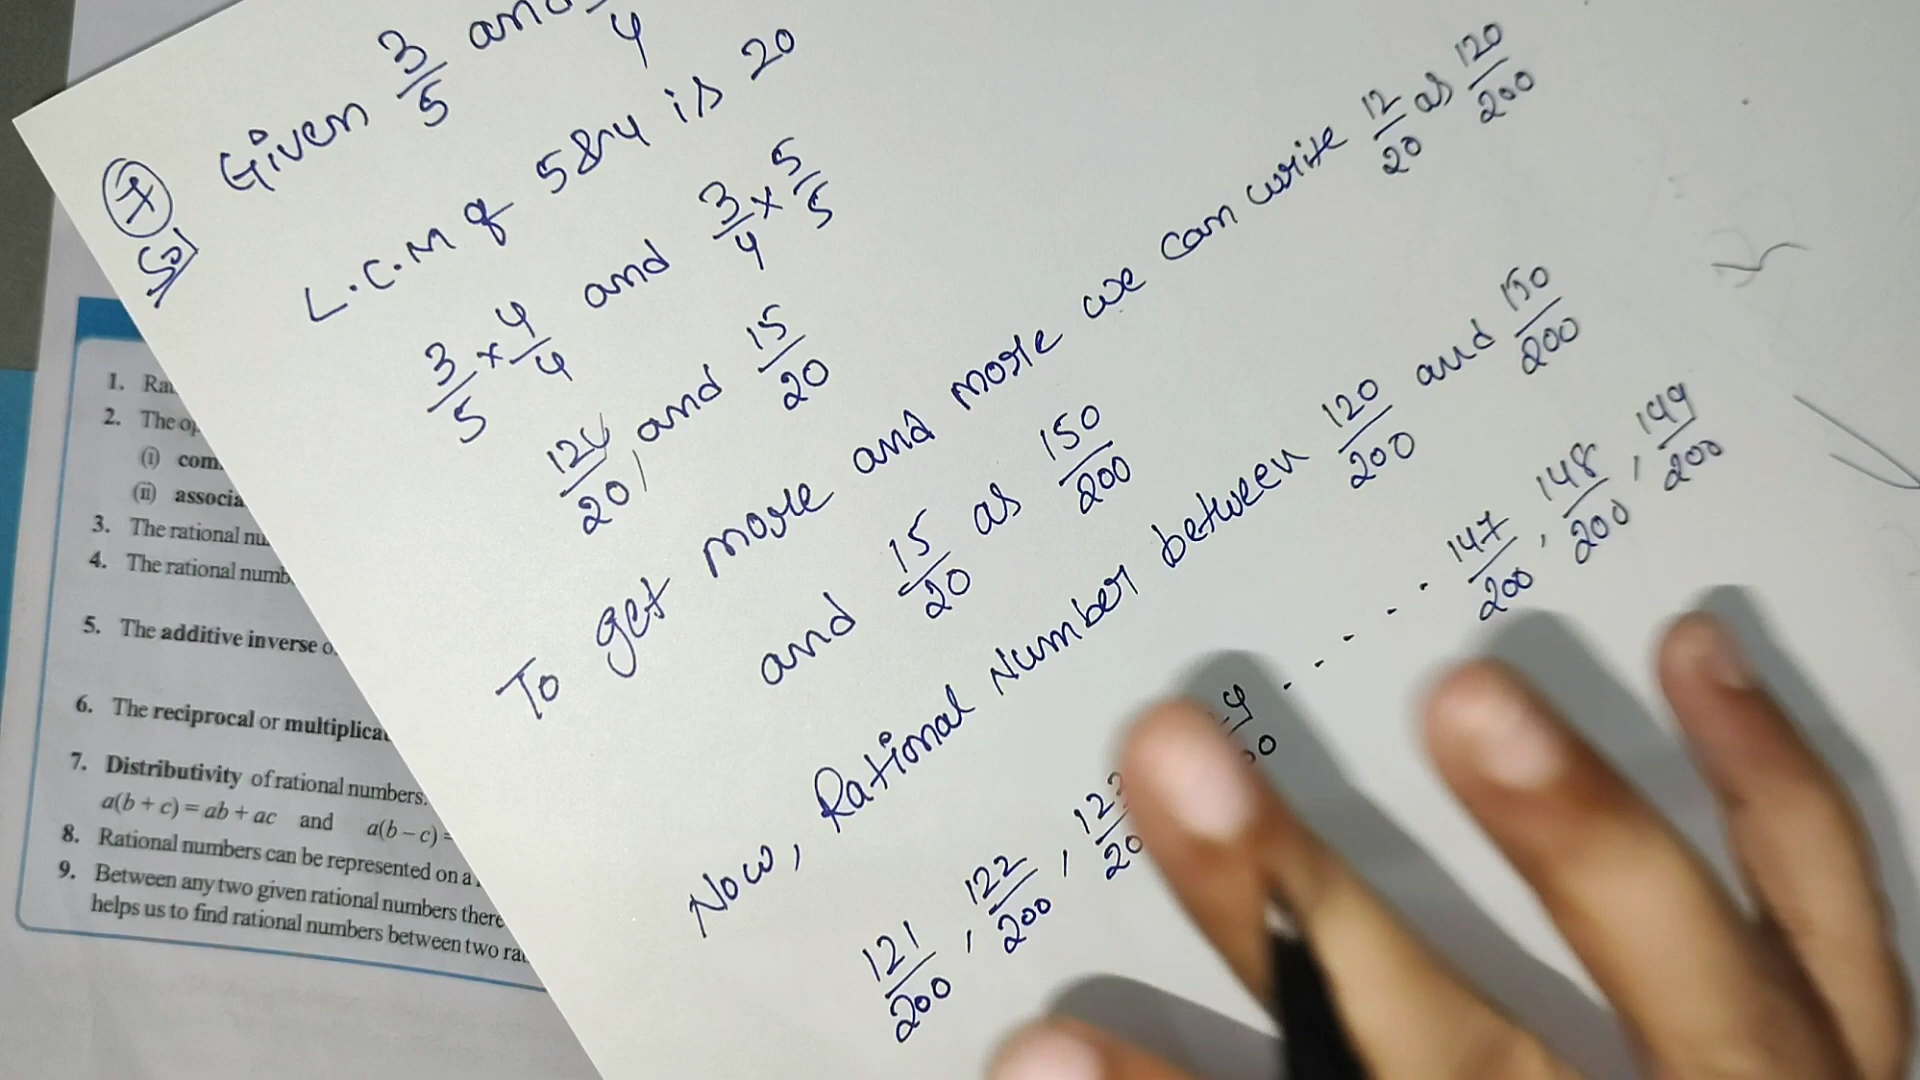 ④ Given 3/5 and /4
Sol
L.C.M of 5&4 is 20
3/5 × 4/4 and 3/4 × 5/5
12/20, and 15/20
To get more and more we can write 12/20 as 120/200
and 15/20 as 150/200
Now, Rational Number between 120/200 and 150/200
121/200, 122/200, 123/20 ....... 147/200, 148/200, 149/200
1. Ra
2. The op
(i) com
(ii) associa
3. The rational nu
4. The rational numb
5. The additive inverse o
6. The reciprocal or multiplica
7. Distributivity of rational numbers.
a(b + c) = ab + ac and a(b – c) =
8. Rational numbers can be represented on a
9. Between any two given rational numbers there
helps us to find rational numbers between two ra